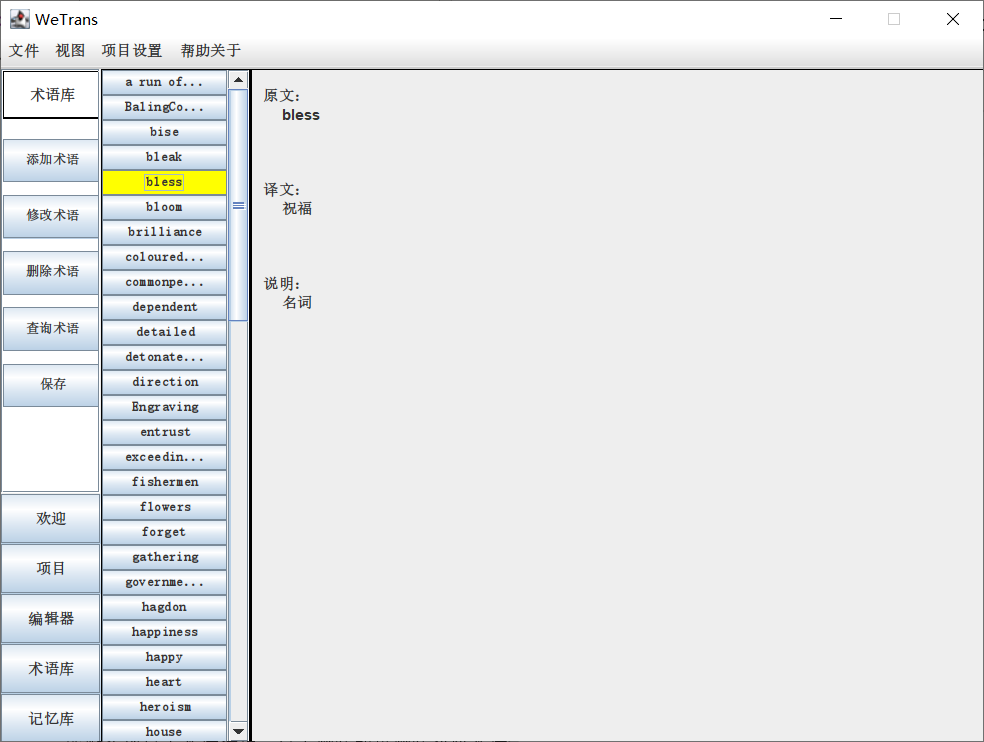 WeTrans
文件 视图 项目设置 帮助关于
术语库
添加术语
修改术语
删除术语
查询术语
保存
欢迎
项目
编辑器
术语库
记忆库
a run of...
BalingCo...
bise
bleak
bless
bloom
brilliance
coloured...
commonpe...
dependent
detailed
detonate...
direction
Engraving
entrust
exceedin...
fishermen
flowers
forget
gathering
governme...
hagdon
happiness
happy
heart
heroism
house
原文：
bless
译文：
祝福
说明：
名词